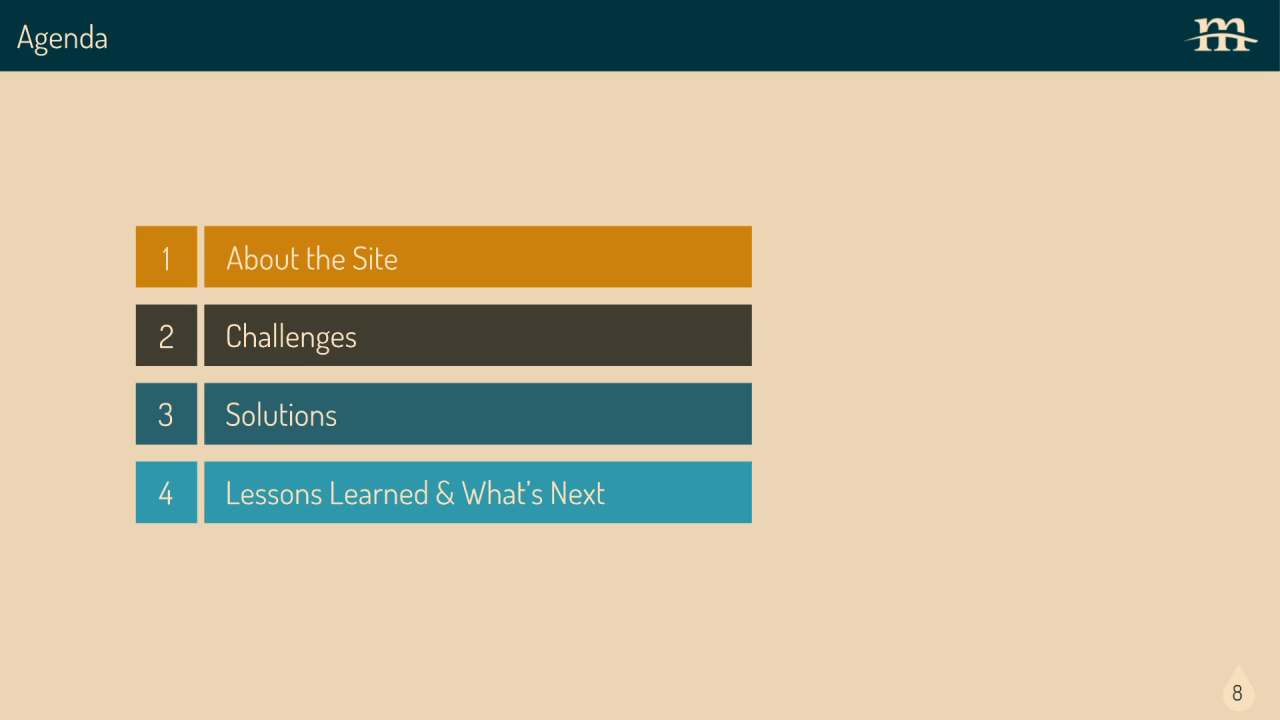 Agenda
m
1 About the Site
2 Challenges
3 Solutions
4 Lessons Learned & What’s Next
8